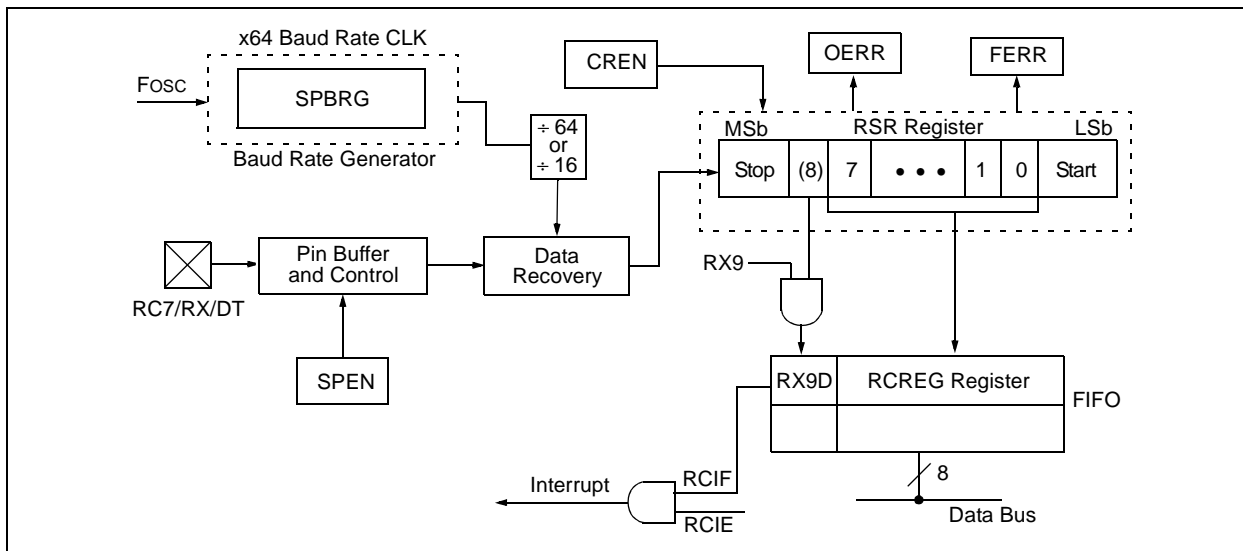 x64 Baud Rate CLK
FOSC
SPBRG
Baud Rate Generator
÷ 64
or
÷ 16
CREN
OERR
FERR
MSb
RSR Register
LSb
Stop
(8)
7
• • •
1
0
Start
RC7/RX/DT
Pin Buffer
and Control
Data
Recovery
SPEN
RX9
RX9D
RCREG Register
FIFO
8
Data Bus
Interrupt
RCIF
RCIE